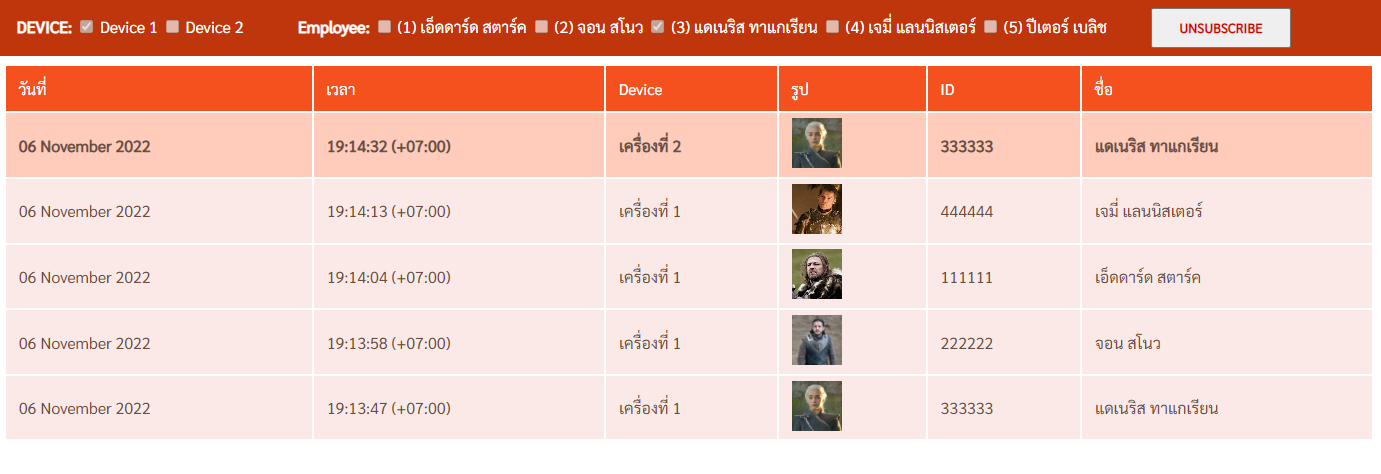 DEVICE: Device 1 Device 2 Employee: (1) เอ็ดดาร์ด สตาร์ค (2) จอน สโนว (3) แดเนริส ทาแกเรียน (4) เจมี่ แลนนิสเตอร์ (5) ปีเตอร์ เบลิช UNSUBSCRIBE
วันที่ เวลา Device รูป ID ชื่อ
06 November 2022 19:14:32 (+07:00) เครื่องที่ 2 333333 แดเนริส ทาแกเรียน
06 November 2022 19:14:13 (+07:00) เครื่องที่ 1 444444 เจมี่ แลนนิสเตอร์
06 November 2022 19:14:04 (+07:00) เครื่องที่ 1 111111 เอ็ดดาร์ด สตาร์ค
06 November 2022 19:13:58 (+07:00) เครื่องที่ 1 222222 จอน สโนว
06 November 2022 19:13:47 (+07:00) เครื่องที่ 1 333333 แดเนริส ทาแกเรียน